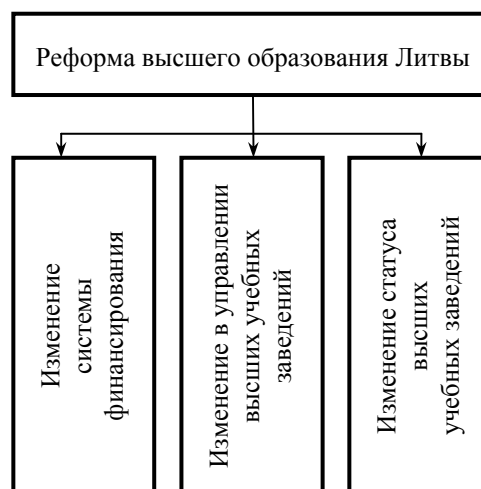 Реформа высшего образования Литвы
Изменение
системы
финансирования
Изменение в управлении
высших учебных
заведений
Изменение статуса
высших
учебных заведений